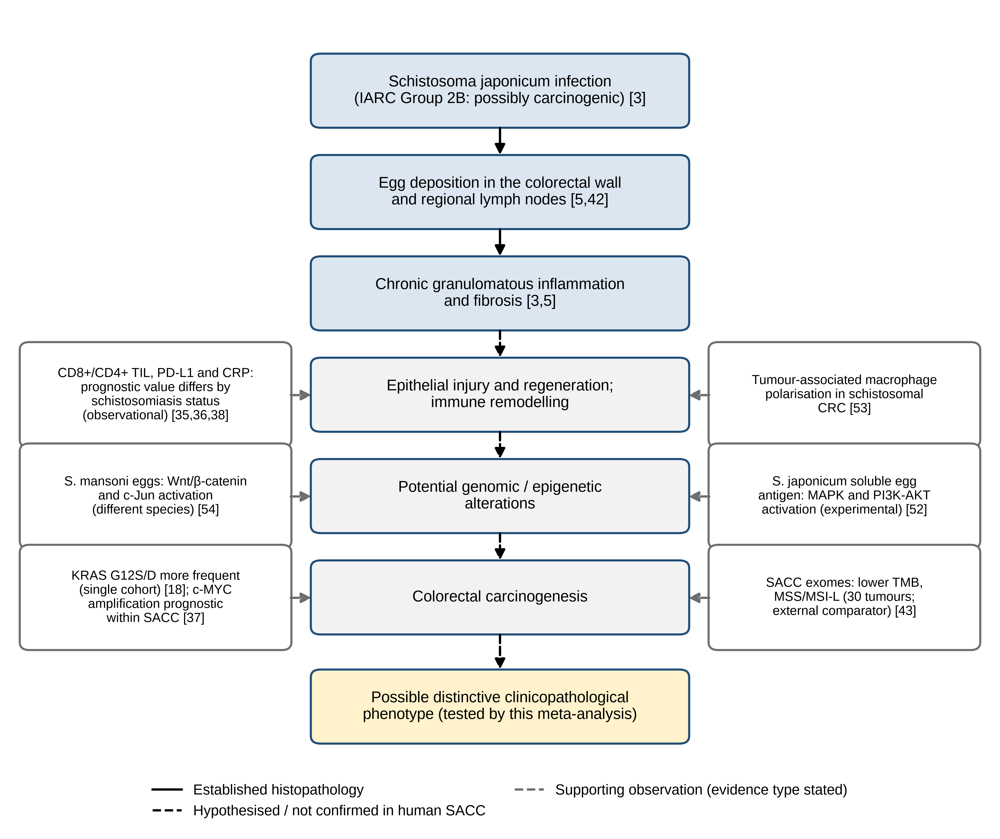 Schistosoma japonicum infection
(IARC Group 2B: possibly carcinogenic) [3]
Egg deposition in the colorectal wall
and regional lymph nodes [5,42]
Chronic granulomatous inflammation
and fibrosis [3,5]
CD8+/CD4+ TIL, PD-L1 and CRP:
prognostic value differs by
schistosomiasis status
(observational) [35,36,38]
Epithelial injury and regeneration;
immune remodelling
Tumour-associated macrophage
polarisation in schistosomal
CRC [53]
S. mansoni eggs: Wnt/β-catenin
and c-Jun activation
(different species) [54]
Potential genomic / epigenetic
alterations
S. japonicum soluble egg
antigen: MAPK and PI3K-AKT
activation (experimental) [52]
KRAS G12S/D more frequent
(single cohort) [18]; c-MYC
amplification prognostic
within SACC [37]
Colorectal carcinogenesis
SACC exomes: lower TMB,
MSS/MSI-L (30 tumours;
external comparator) [43]
Possible distinctive clinicopathological
phenotype (tested by this meta-analysis)
Established histopathology
Hypothesised / not confirmed in human SACC
Supporting observation (evidence type stated)